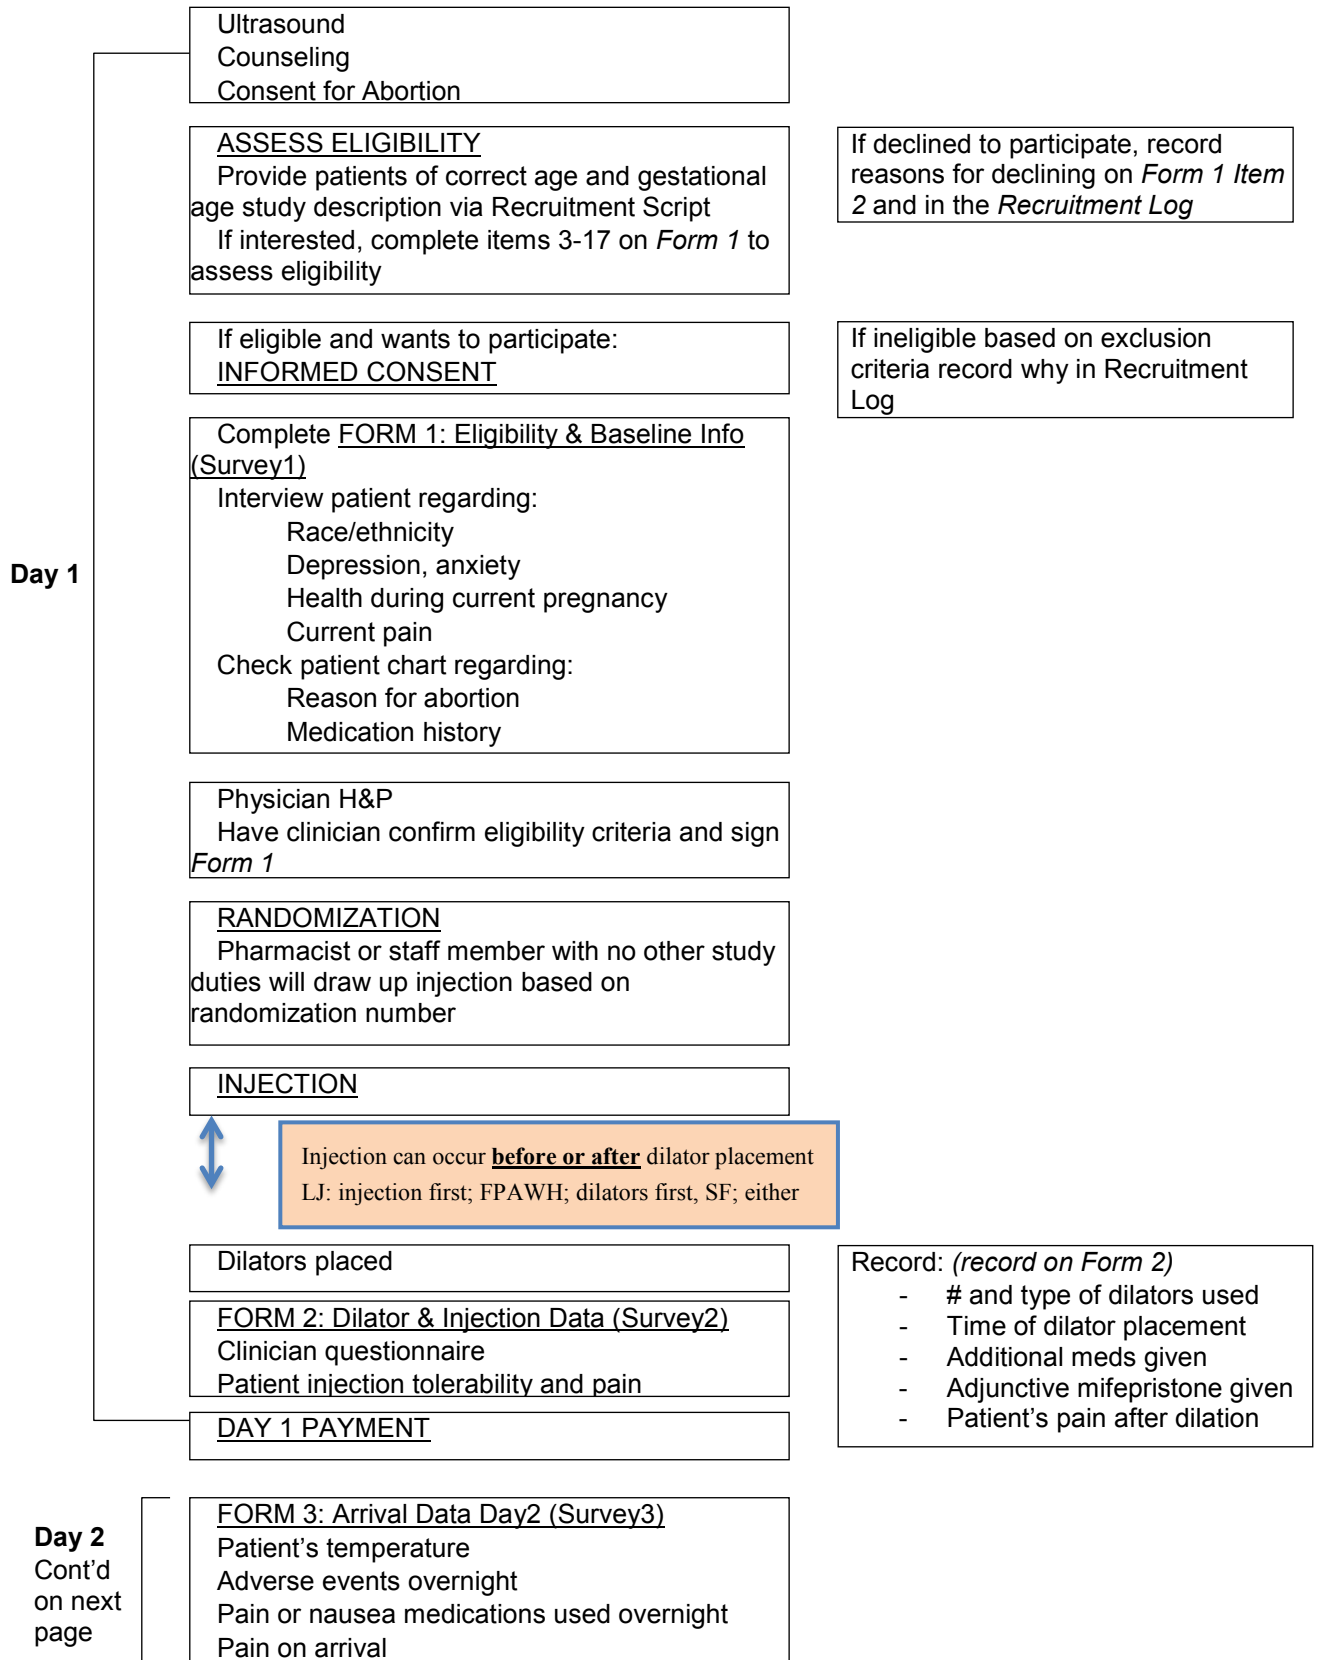 Ultrasound
Counseling
Consent for Abortion
ASSESS ELIGIBILITY
Provide patients of correct age and gestational
age study description via Recruitment Script
If interested, complete items 3-17 on Form 1 to
assess eligibility
If declined to participate, record
reasons for declining on Form 1 Item
2 and in the Recruitment Log
If eligible and wants to participate:
INFORMED CONSENT
If ineligible based on exclusion
criteria record why in Recruitment
Log
Complete FORM 1: Eligibility & Baseline Info
(Survey1)
Interview patient regarding:
Race/ethnicity
Depression, anxiety
Health during current pregnancy
Current pain
Check patient chart regarding:
Reason for abortion
Medication history
Day 1
Physician H&P
Have clinician confirm eligibility criteria and sign
Form 1
RANDOMIZATION
Pharmacist or staff member with no other study
duties will draw up injection based on
randomization number
INJECTION
Injection can occur before or after dilator placement
LJ: injection first; FPAWH; dilators first, SF; either
Dilators placed
FORM 2: Dilator & Injection Data (Survey2)
Clinician questionnaire
Patient injection tolerability and pain
DAY 1 PAYMENT
Record: (record on Form 2)
- # and type of dilators used
- Time of dilator placement
- Additional meds given
- Adjunctive mifepristone given
- Patient's pain after dilation
Day 2
Cont'd
on next
page
FORM 3: Arrival Data Day2 (Survey3)
Patient's temperature
Adverse events overnight
Pain or nausea medications used overnight
Pain on arrival